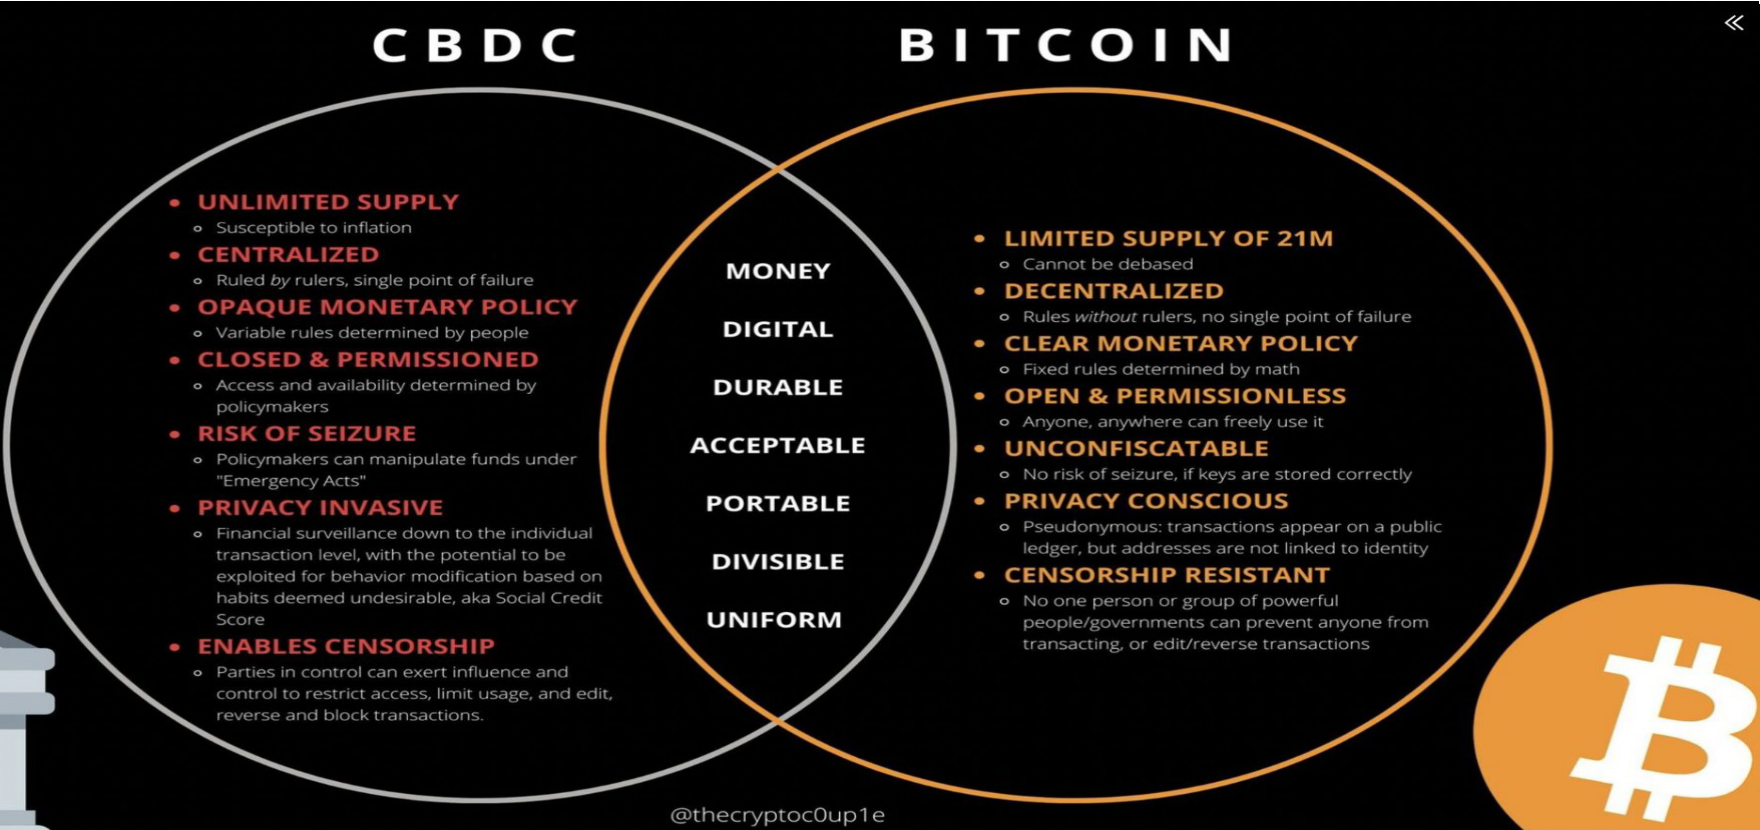 CBDC
BITCOIN
UNLIMITED SUPPLY
Susceptible to inflation
CENTRALIZED
Ruled by rulers, single point of failure
OPAQUE MONETARY POLICY
Variable rules determined by people
CLOSED & PERMISSIONED
Access and availability determined by
policymakers
RISK OF SEIZURE
Policymakers can manipulate funds under
"Emergency Acts"
PRIVACY INVASIVE
Financial surveillance down to the individual
transaction level, with the potential to be
exploited for behavior modification based on
habits deemed undesirable, aka Social Credit
Score
ENABLES CENSORSHIP
Parties in control can exert influence and
control to restrict access, limit usage, and edit,
reverse and block transactions.
MONEY
DIGITAL
DURABLE
ACCEPTABLE
PORTABLE
DIVISIBLE
UNIFORM
LIMITED SUPPLY OF 21M
Cannot be debased
DECENTRALIZED
Rules without rulers, no single point of failure
CLEAR MONETARY POLICY
Fixed rules determined by math
OPEN & PERMISSIONLESS
Anyone, anywhere can freely use it
UNCONFISCATABLE
No risk of seizure, if keys are stored correctly
PRIVACY CONSCIOUS
Pseudonymous: transactions appear on a public
ledger, but addresses are not linked to identity
CENSORSHIP RESISTANT
No one person or group of powerful
people/governments can prevent anyone from
transacting, or edit/reverse transactions
@thecryptoc0up1e